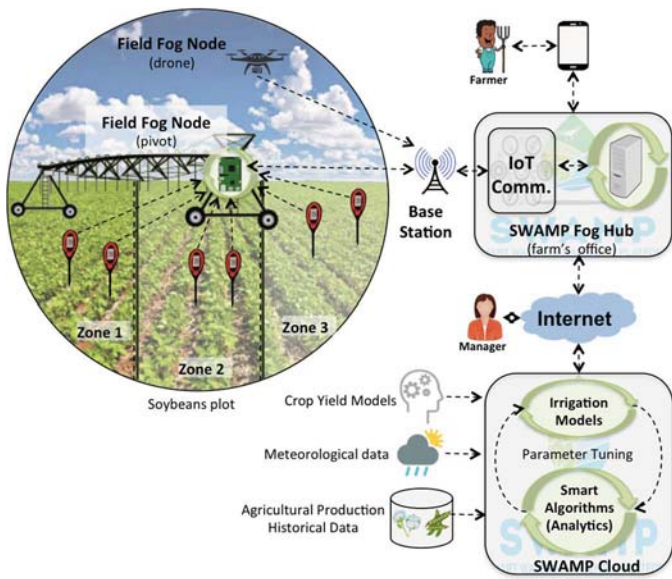 Field Fog Node
(drone)
Field Fog Node
(pivot)
Zone 1
Zone 2
Zone 3
Soybeans plot
Farmer
Base
Station
IoT
Comm.
SWAMP
SWAMP Fog Hub
(farm's office)
Manager
Internet
Crop Yield Models
Meteorological data
Agricultural Production
Historical Data
Irrigation
Models
Parameter Tuning
Smart
Algorithms
(Analytics)
SWAMP Cloud